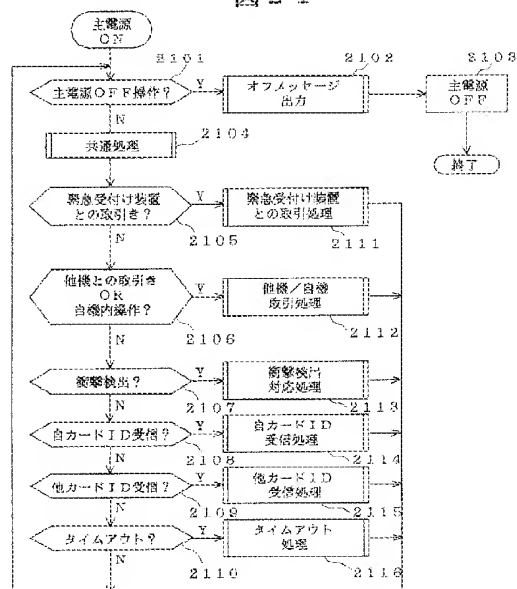 主電源
ON
2101
主電源OFF操作?
Y
N
2102
オフメッセージ
出力
2103
主電源
OFF
終了
2104
共通処理
緊急受付け装置
との取引き?
Y
N
2105
緊急受付け装置
との取引処理
2111
他機との取引き
OR
自機内操作?
Y
N
2106
他機/自機
取引処理
2112
衝撃検出?
Y
N
2107
衝撃検出
対応処理
2113
自カードID受信?
Y
N
2108
自カードID
受信処理
2114
他カードID受信?
Y
N
2109
他カードID
受信処理
2115
タイムアウト?
Y
N
2110
タイムアウト
処理
2116